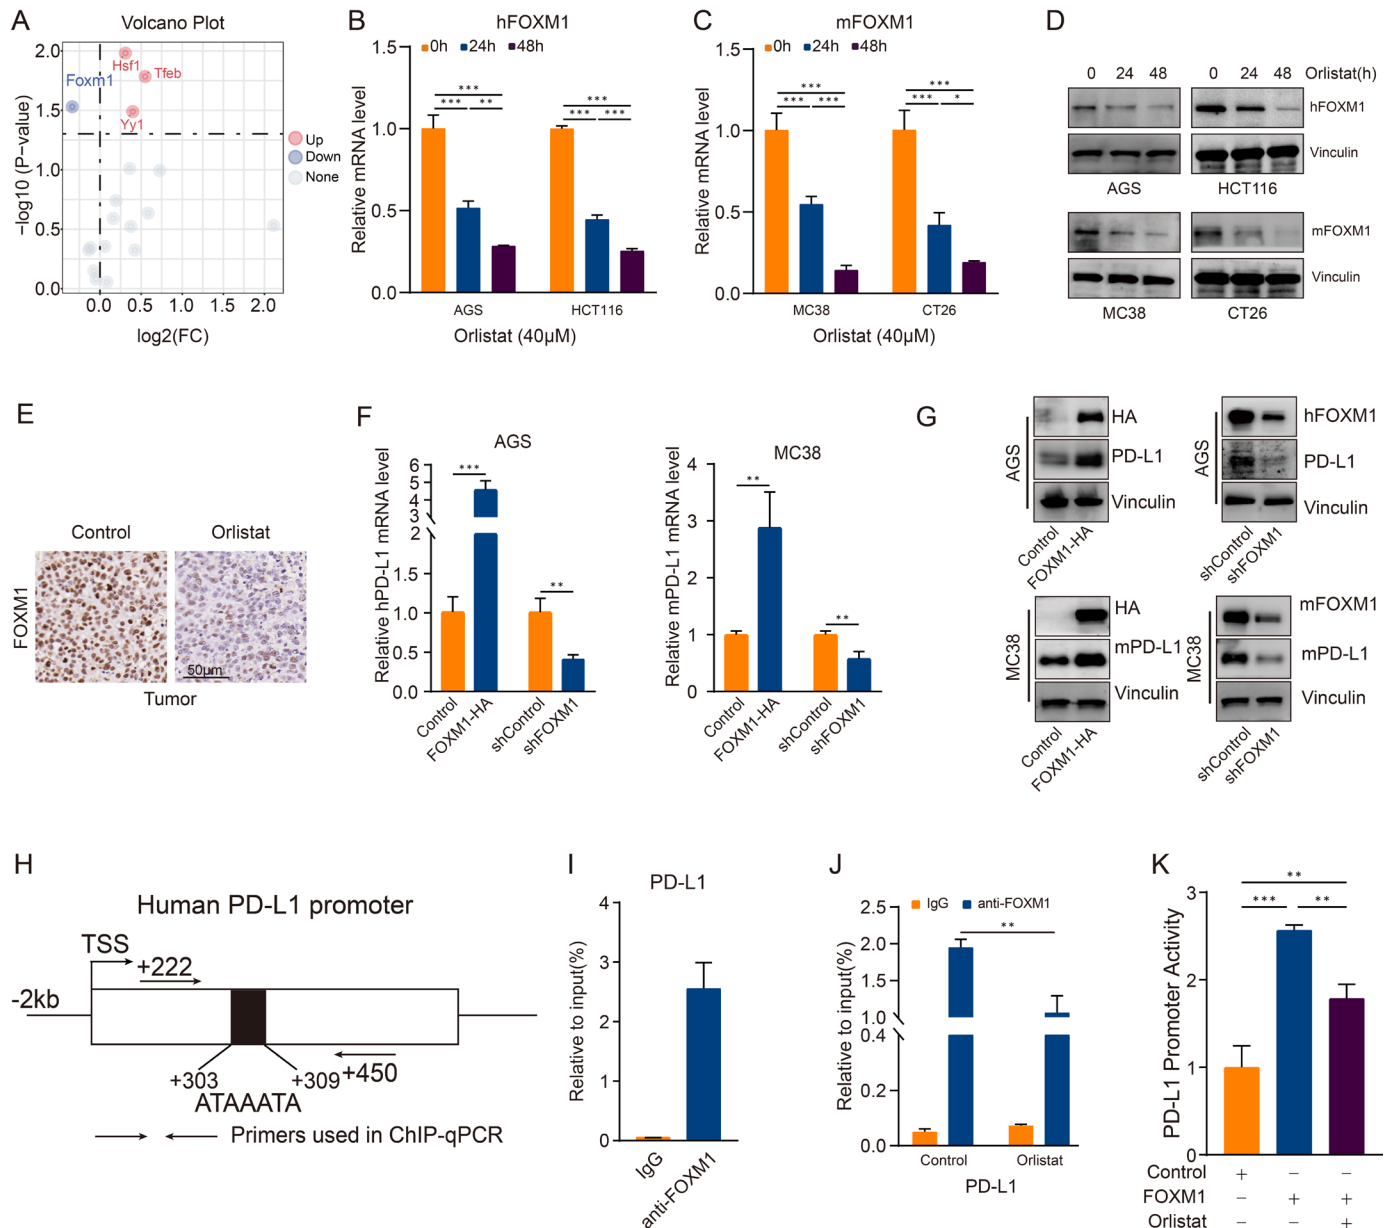 A
Volcano Plot
−log10 (P−value)
2.0
1.5
1.0
0.5
0.0
Foxm1
Hsf1
Tfeb
Yy1
Up
Down
None
0.0 0.5 1.0 1.5 2.0
log2(FC)
B
hFOXM1
0h 24h 48h
Relative mRNA level
1.5
1.0
0.5
0.0
***
*** **
***
*** ***
AGS HCT116
Orlistat (40μM)
C
mFOXM1
0h 24h 48h
Relative mRNA level
1.5
1.0
0.5
0.0
***
*** ***
***
*** *
MC38 CT26
Orlistat (40μM)
D
0 24 48 0 24 48 Orlistat(h)
hFOXM1
Vinculin
AGS HCT116
mFOXM1
Vinculin
MC38 CT26
E
Control Orlistat
FOXM1
50μm
Tumor
F
AGS
Relative hPD-L1 mRNA level
6
5
4
3
2
1.5
1.0
0.5
0.0
***
**
Control
FOXM1-HA
shControl
shFOXM1
MC38
Relative mPD-L1 mRNA level
4
3
2
1
0
**
**
Control
FOXM1-HA
shControl
shFOXM1
G
AGS
HA
PD-L1
Vinculin
Control
FOXM1-HA
AGS
hFOXM1
PD-L1
Vinculin
shControl
shFOXM1
MC38
HA
mPD-L1
Vinculin
Control
FOXM1-HA
MC38
mFOXM1
mPD-L1
Vinculin
shControl
shFOXM1
H
Human PD-L1 promoter
TSS
+222
-2kb
+303 +309 +450
ATAAATA
Primers used in ChIP-qPCR
I
PD-L1
Relative to input(%)
4
3
2
1
0
IgG
anti-FOXM1
J
IgG anti-FOXM1
Relative to input(%)
2.5
2.0
1.5
1.0
0.4
0.2
0.0
**
Control Orlistat
PD-L1
K
PD-L1 Promoter Activity
3
2
1
0
**
*** **
Control + − −
FOXM1 − + +
Orlistat − − +